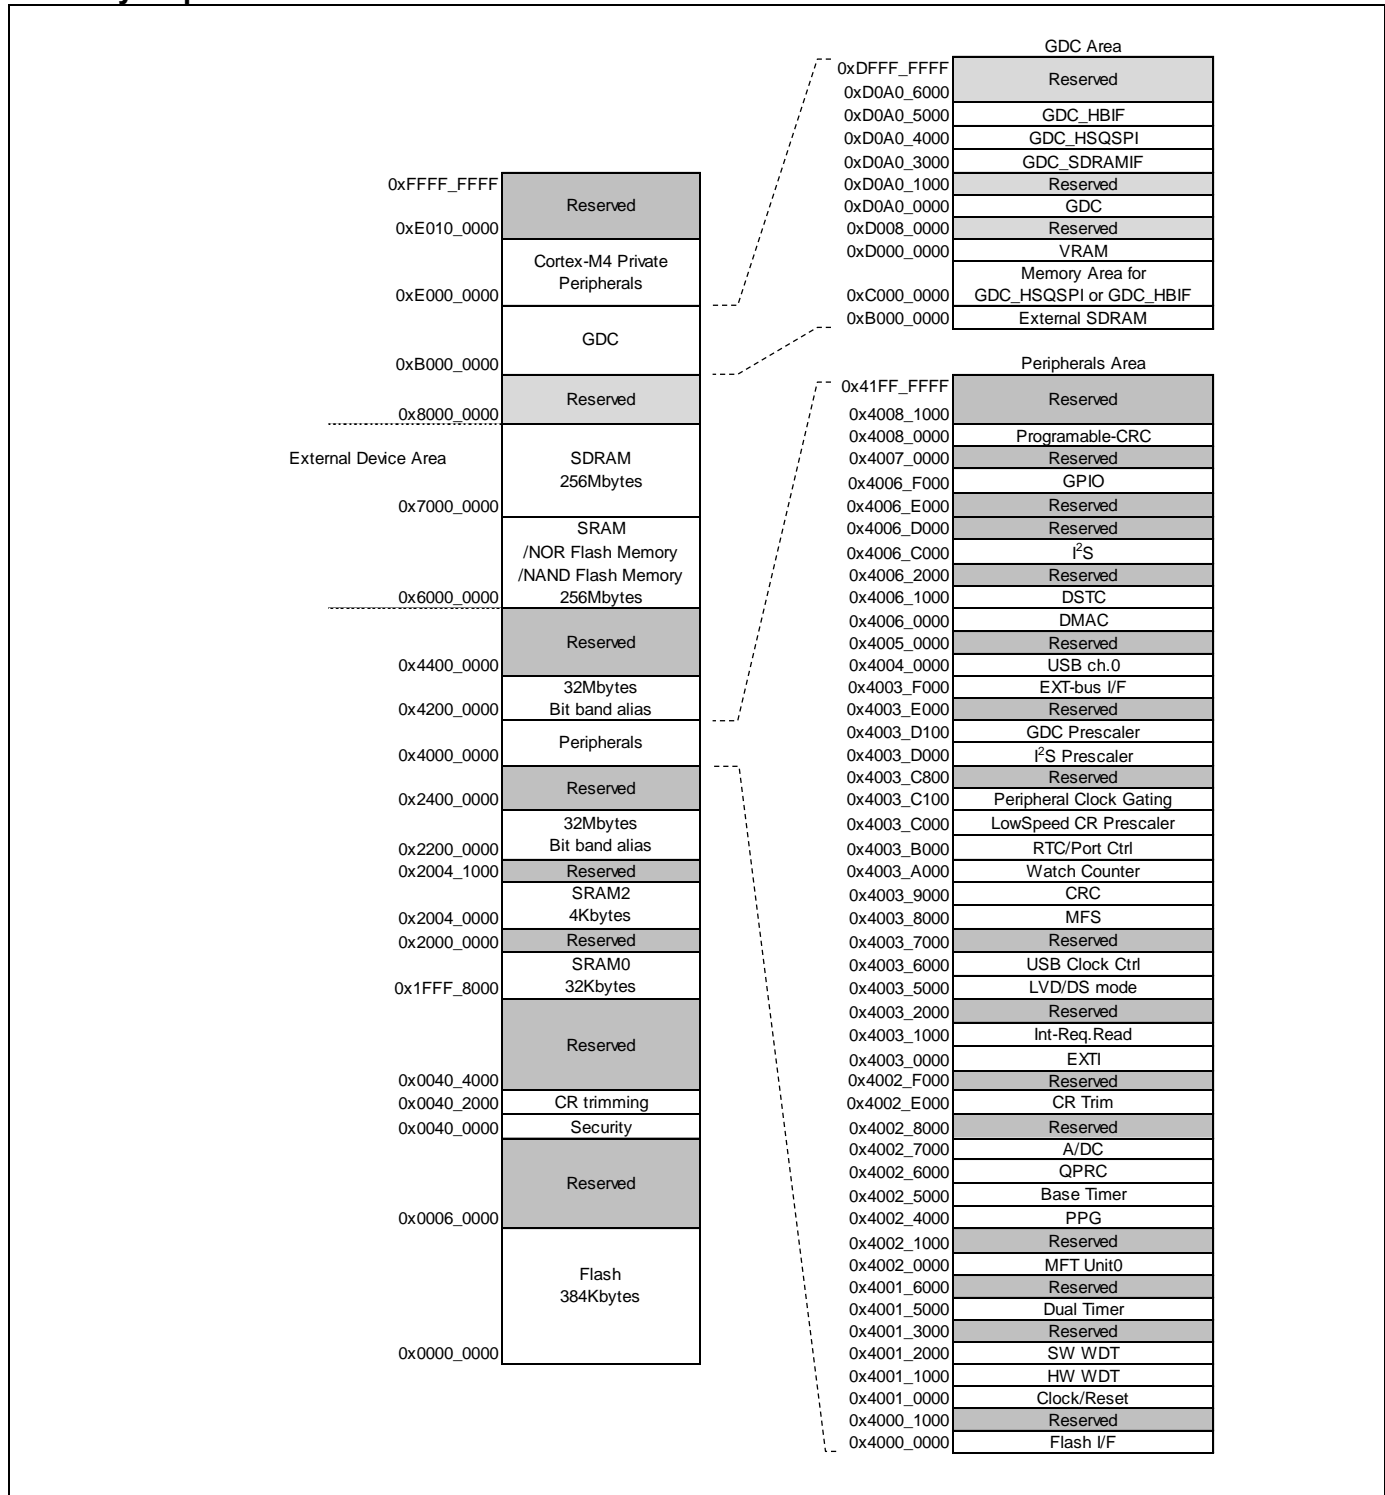 0xFFFF_FFFF
Reserved
0xE010_0000
Cortex-M4 Private
Peripherals
0xE000_0000
GDC
0xB000_0000
Reserved
0x8000_0000
External Device Area
SDRAM
256Mbytes
0x7000_0000
SRAM
/NOR Flash Memory
/NAND Flash Memory
0x6000_0000 256Mbytes
Reserved
0x4400_0000
32Mbytes
0x4200_0000 Bit band alias
Peripherals
0x4000_0000
Reserved
0x2400_0000
32Mbytes
0x2200_0000 Bit band alias
0x2004_1000 Reserved
SRAM2
0x2004_0000 4Kbytes
0x2000_0000 Reserved
SRAM0
0x1FFF_8000 32Kbytes
Reserved
0x0040_4000
0x0040_2000 CR trimming
0x0040_0000 Security
Reserved
0x0006_0000
Flash
384Kbytes
0x0000_0000
GDC Area
0xDFFF_FFFF
Reserved
0xD0A0_6000
0xD0A0_5000 GDC_HBIF
0xD0A0_4000 GDC_HSQSPI
0xD0A0_3000 GDC_SDRAMIF
0xD0A0_1000 Reserved
0xD0A0_0000 GDC
0xD008_0000 Reserved
0xD000_0000 VRAM
Memory Area for
0xC000_0000 GDC_HSQSPI or GDC_HBIF
0xB000_0000 External SDRAM
Peripherals Area
0x41FF_FFFF
Reserved
0x4008_1000
0x4008_0000 Programable-CRC
0x4007_0000 Reserved
0x4006_F000 GPIO
0x4006_E000 Reserved
0x4006_D000 Reserved
0x4006_C000 I²S
0x4006_2000 Reserved
0x4006_1000 DSTC
0x4006_0000 DMAC
0x4005_0000 Reserved
0x4004_0000 USB ch.0
0x4003_F000 EXT-bus I/F
0x4003_E000 Reserved
0x4003_D100 GDC Prescaler
0x4003_D000 I²S Prescaler
0x4003_C800 Reserved
0x4003_C100 Peripheral Clock Gating
0x4003_C000 LowSpeed CR Prescaler
0x4003_B000 RTC/Port Ctrl
0x4003_A000 Watch Counter
0x4003_9000 CRC
0x4003_8000 MFS
0x4003_7000 Reserved
0x4003_6000 USB Clock Ctrl
0x4003_5000 LVD/DS mode
0x4003_2000 Reserved
0x4003_1000 Int-Req.Read
0x4003_0000 EXTI
0x4002_F000 Reserved
0x4002_E000 CR Trim
0x4002_8000 Reserved
0x4002_7000 A/DC
0x4002_6000 QPRC
0x4002_5000 Base Timer
0x4002_4000 PPG
0x4002_1000 Reserved
0x4002_0000 MFT Unit0
0x4001_6000 Reserved
0x4001_5000 Dual Timer
0x4001_3000 Reserved
0x4001_2000 SW WDT
0x4001_1000 HW WDT
0x4001_0000 Clock/Reset
0x4000_1000 Reserved
0x4000_0000 Flash I/F